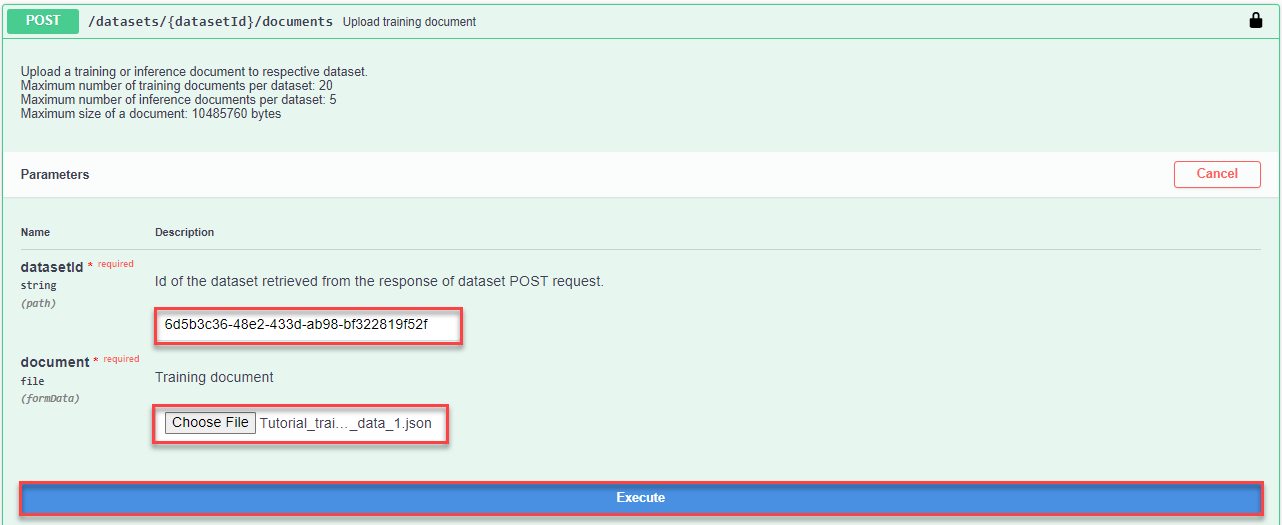 POST /datasets/{datasetId}/documents Upload training document
Upload a training or inference document to respective dataset.
Maximum number of training documents per dataset: 20
Maximum number of inference documents per dataset: 5
Maximum size of a document: 10485760 bytes
Parameters Cancel
Name Description
datasetId * required
string
(path)
Id of the dataset retrieved from the response of dataset POST request.
6d5b3c36-48e2-433d-ab98-bf322819f52f
document * required
file
(formData)
Training document
Choose File Tutorial_trai…_data_1.json
Execute